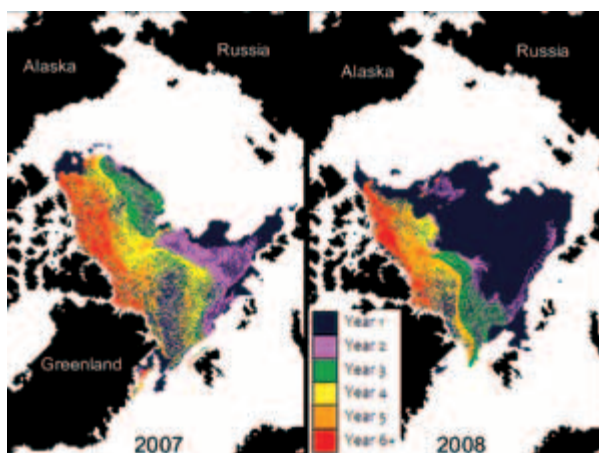 Alaska
Russia
Greenland
2007
Alaska
Russia
Year 1
Year 2
Year 3
Year 4
Year 5
Year 6+
2008